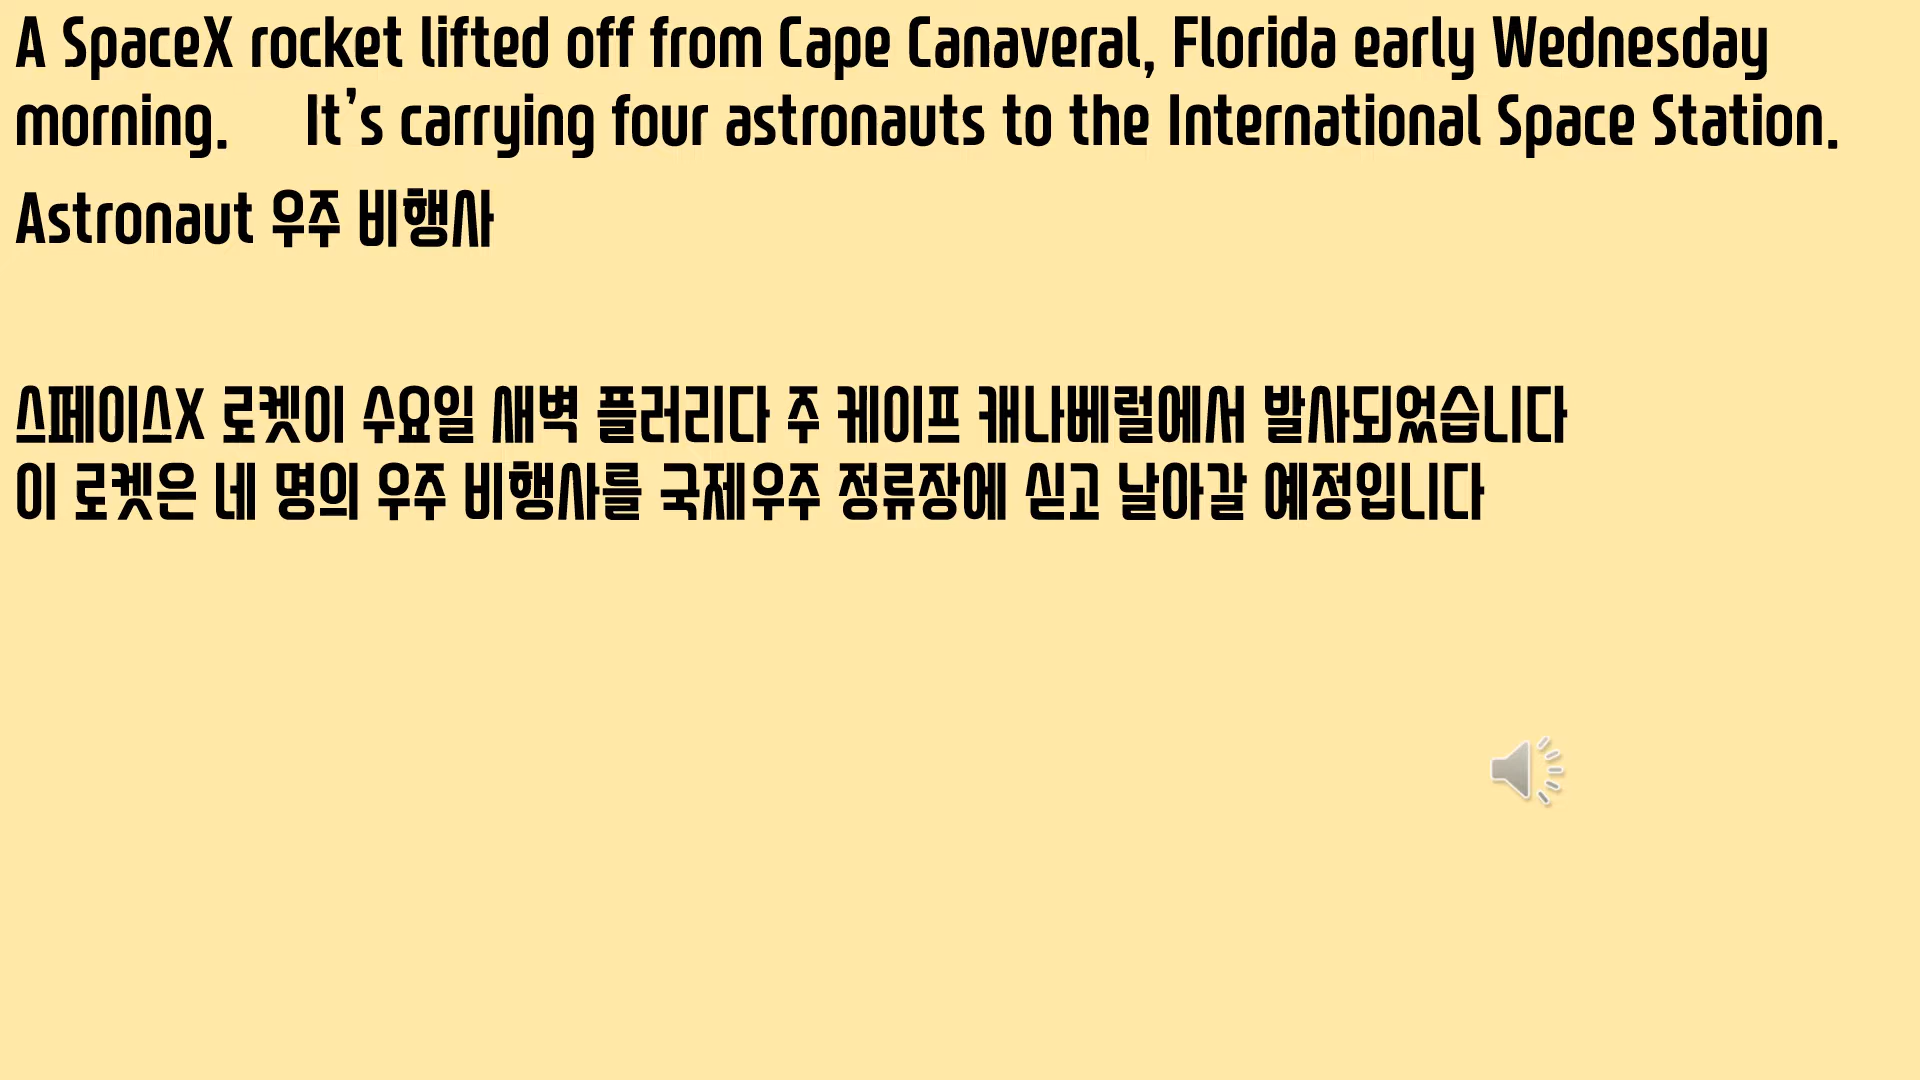 A SpaceX rocket lifted off from Cape Canaveral, Florida early Wednesday
morning.    It’s carrying four astronauts to the International Space Station.
Astronaut 우주 비행사
스페이스X 로켓이 수요일 새벽 플러리다 주 케이프 캐나베럴에서 발사되었습니다
이 로켓은 네 명의 우주 비행사를 국제우주 정류장에 싣고 날아갈 예정입니다